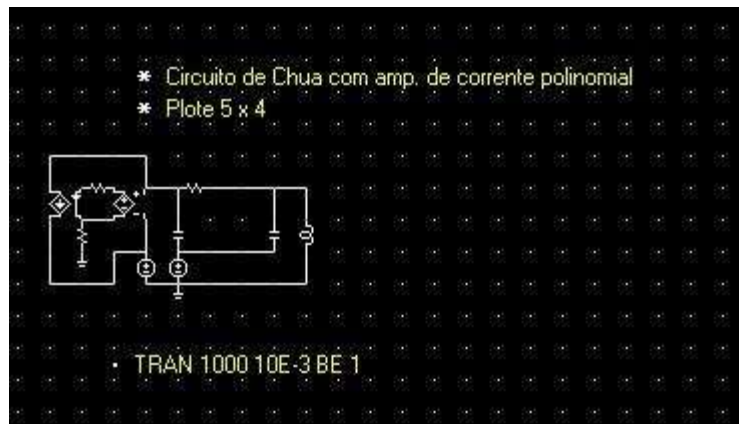 * Circuito de Chua com amp. de corrente polinomial
* Plote 5 x 4
. TRAN 1000 10E-3 BE 1